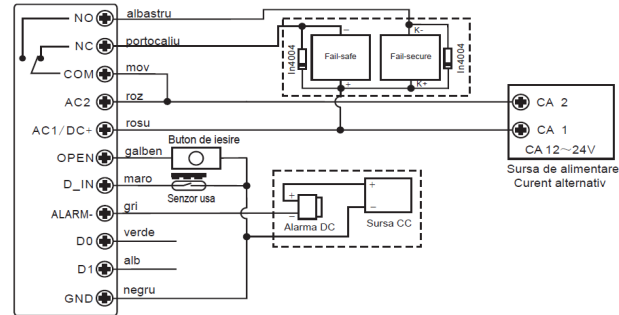 NO albastru
NC portocaliu
COM mov
AC2 roz
AC1/DC+ rosu
OPEN galben
D_IN maro
ALARM- gri
D0 verde
D1 alb
GND negru
Buton de iesire
Senzor usa
In4004
–
Fail-safe
+
K-
Fail-secure
K+
In4004
CA 2
CA 1
CA 12～24V
Sursa de alimentare
Curent alternativ
+
–
Alarma DC
+
–
Sursa CC